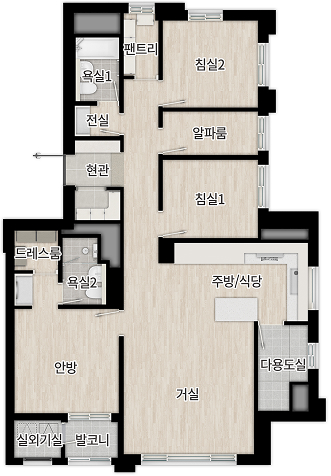 팬트리
욕실1
침실2
전실
알파룸
현관
침실1
드레스룸
욕실2
주방/식당
안방
거실
다용도실
실외기실
발코니